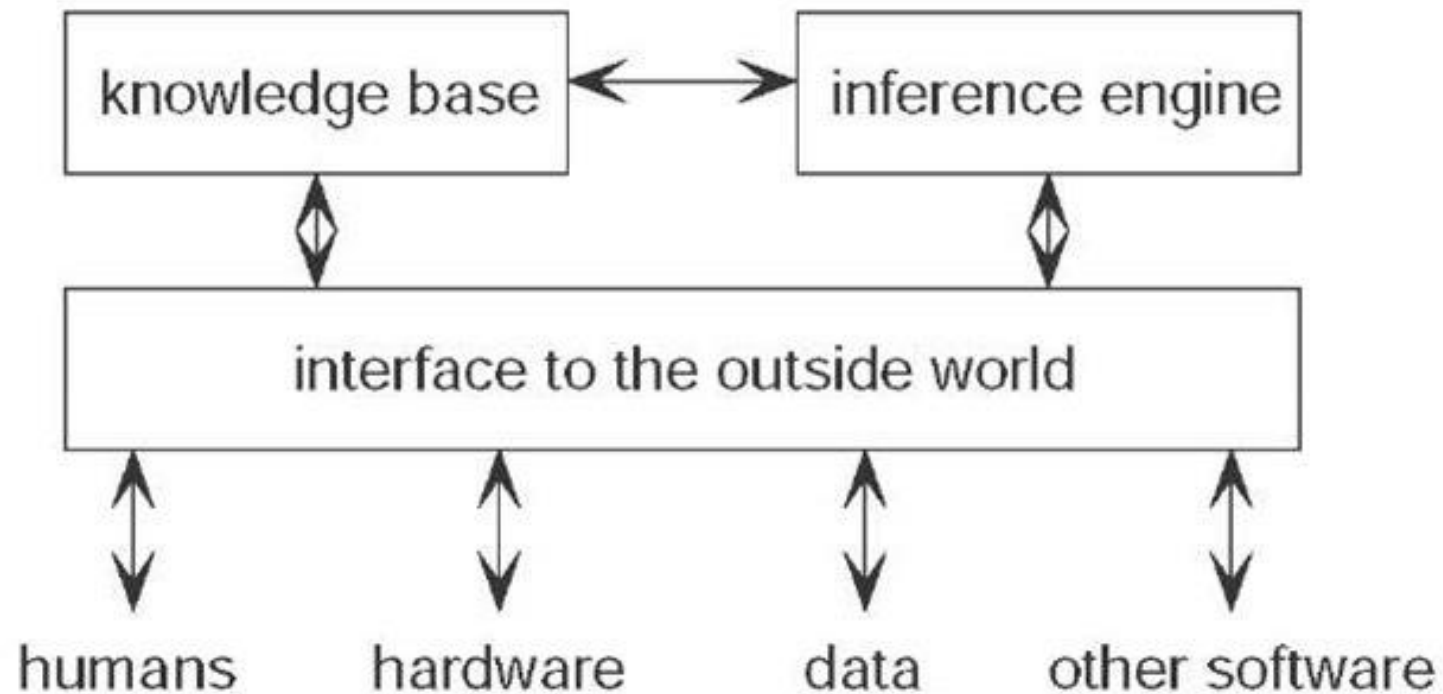 knowledge base
inference engine
interface to the outside world
humans
hardware
data
other software